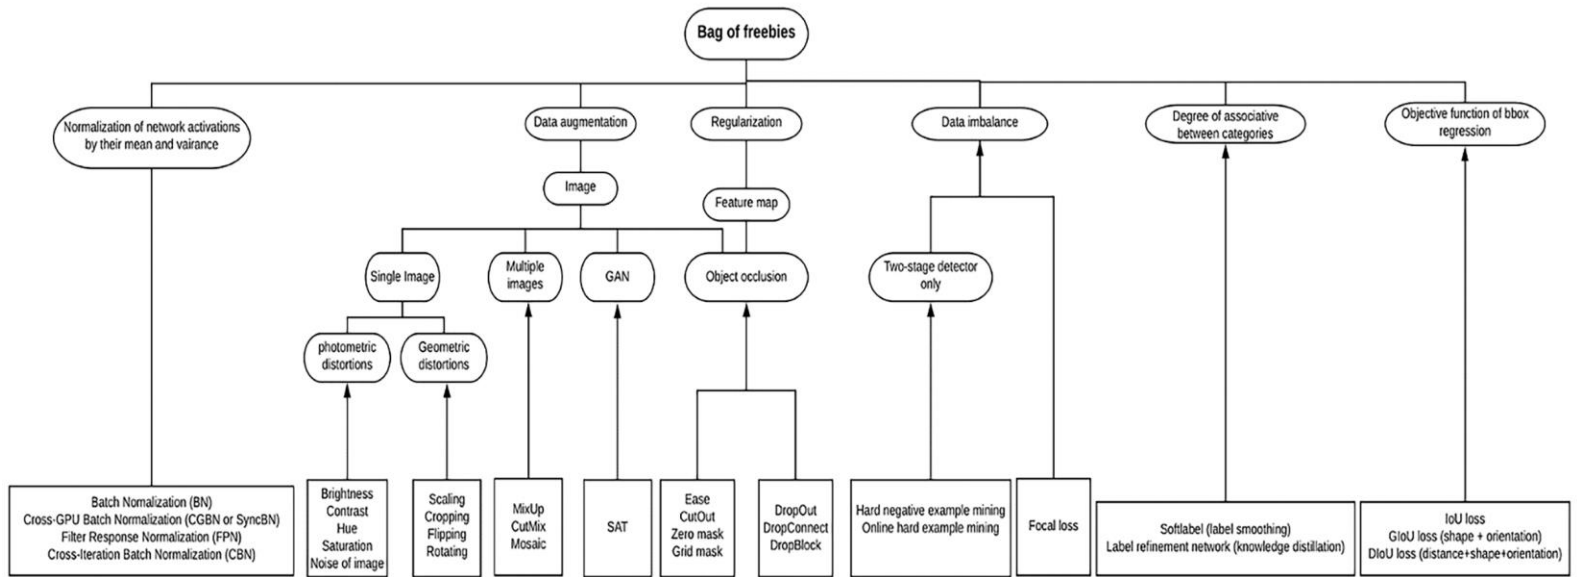 Bag of freebies
Normalization of network activations
by their mean and vairance
Data augmentation
Regularization
Data imbalance
Degree of associative
between categories
Objective function of bbox
regression
Image
Feature map
Single Image
Multiple
images
GAN
Object occlusion
Two-stage detector
only
photometric
distortions
Geometric
distortions
Batch Nomalization (BN)
Cross-GPU Batch Normalization (CGBN or SyncBN)
Filter Response Normalization (FPN)
Cross-Iteration Batch Normalization (CBN)
Brightness
Contrast
Hue
Saturation
Noise of image
Scaling
Cropping
Flipping
Rotating
MixUp
CutMix
Mosaic
SAT
Ease
CutOut
Zero mask
Grid mask
DropOut
DropConnect
DropBlock
Hard negative example mining
Online hard example mining
Focal loss
Softlabel (label smoothing)
Label refinement network (knowledge distillation)
IoU loss
GIoU loss (shape + orientation)
DIoU loss (distance+shape+orientation)